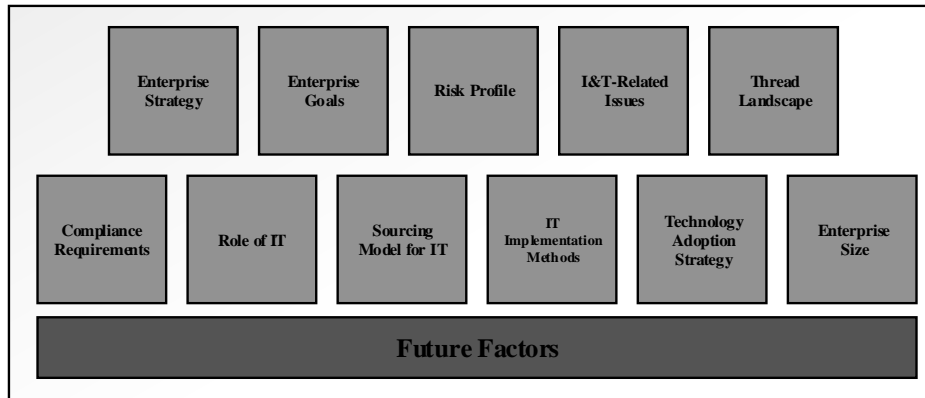 Enterprise
Strategy
Enterprise
Goals
Risk Profile
I&T-Related
Issues
Thread
Landscape
Compliance
Requirements
Role of IT
Sourcing
Model for IT
IT
Implementation
Methods
Technology
Adoption
Strategy
Enterprise
Size
Future Factors